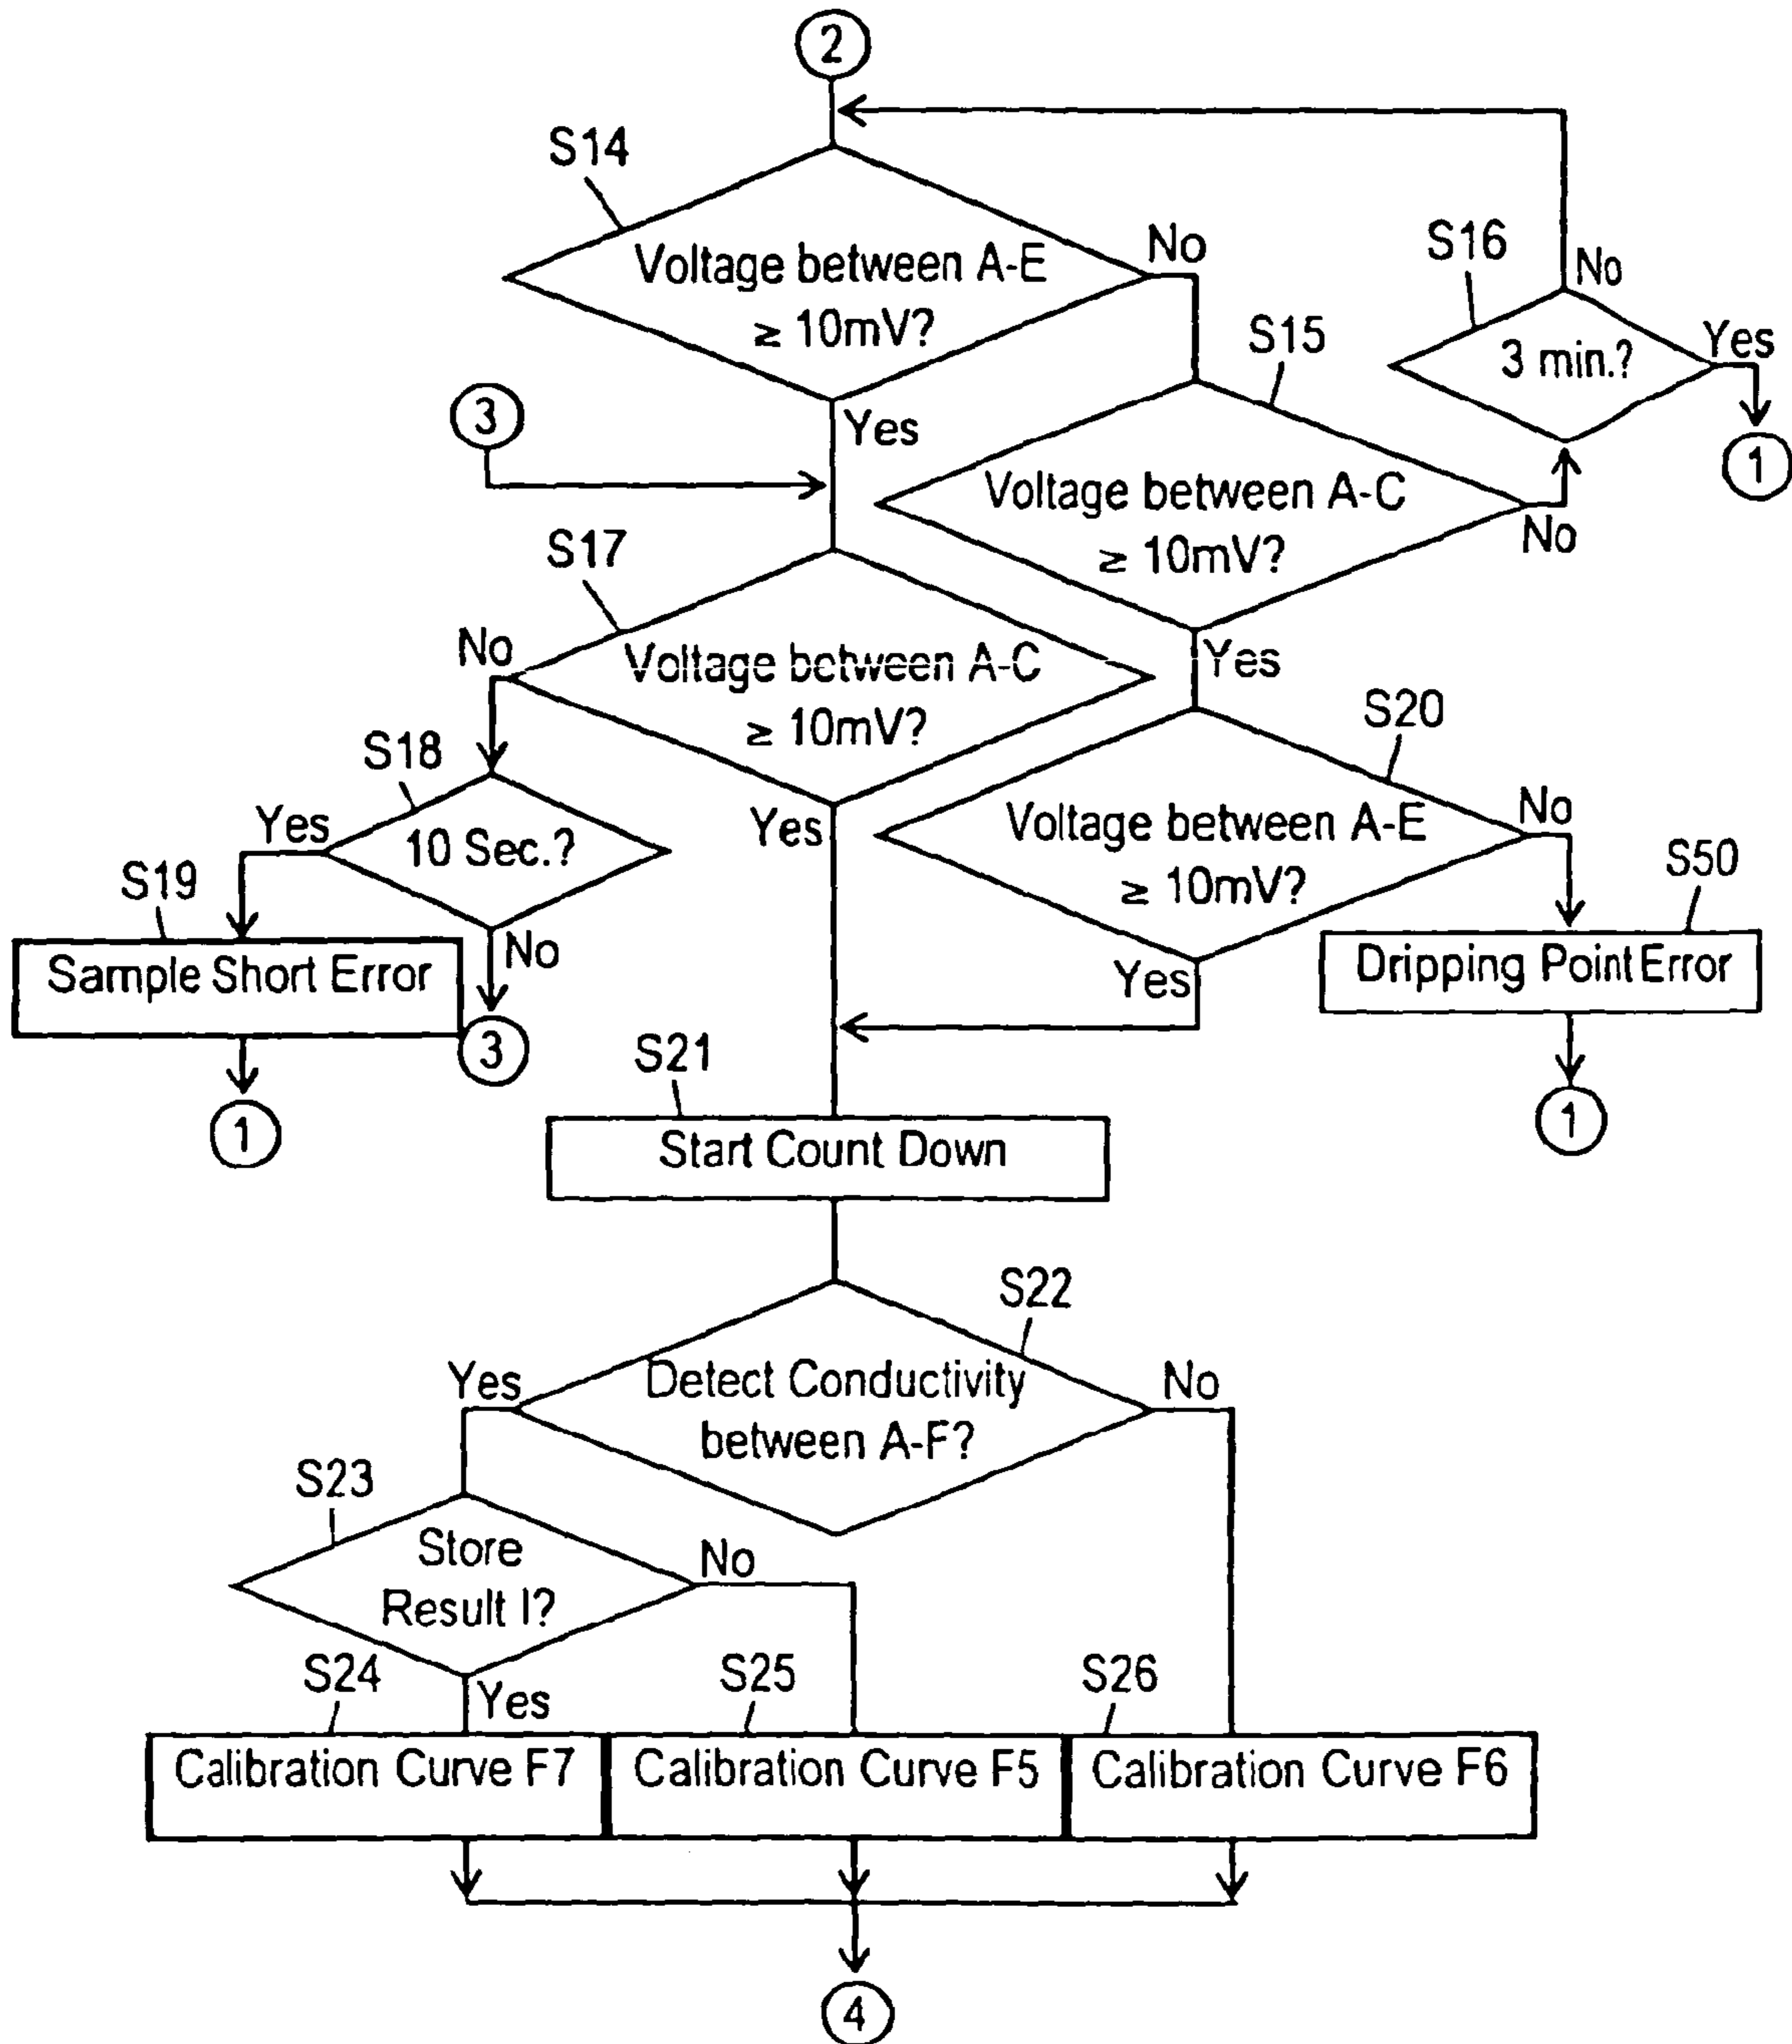 2
S14
Voltage between A-E
≥ 10mV?
No
S16
No
3 min.?
Yes
1
S15
3
Yes
Voltage between A-C
≥ 10mV?
No
S17
No
Voltage between A-C
≥ 10mV?
Yes
S20
S18
Yes
10 Sec.?
Yes
Voltage between A-E
≥ 10mV?
No
S50
S19
Sample Short Error
No
Yes
Dripping Point Error
3
1
1
S21
Start Count Down
S22
Yes
Detect Conductivity
between A-F?
No
S23
Store
Result I?
No
S24
Yes
S25
S26
Calibration Curve F7
Calibration Curve F5
Calibration Curve F6
4